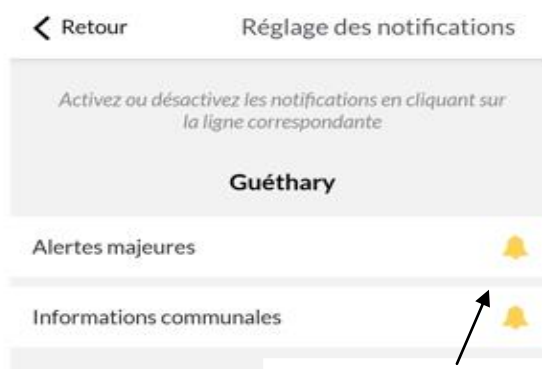 Retour Réglage des notifications
Activez ou désactivez les notifications en cliquant sur
la ligne correspondante
Guéthary
Alertes majeures
Informations communales